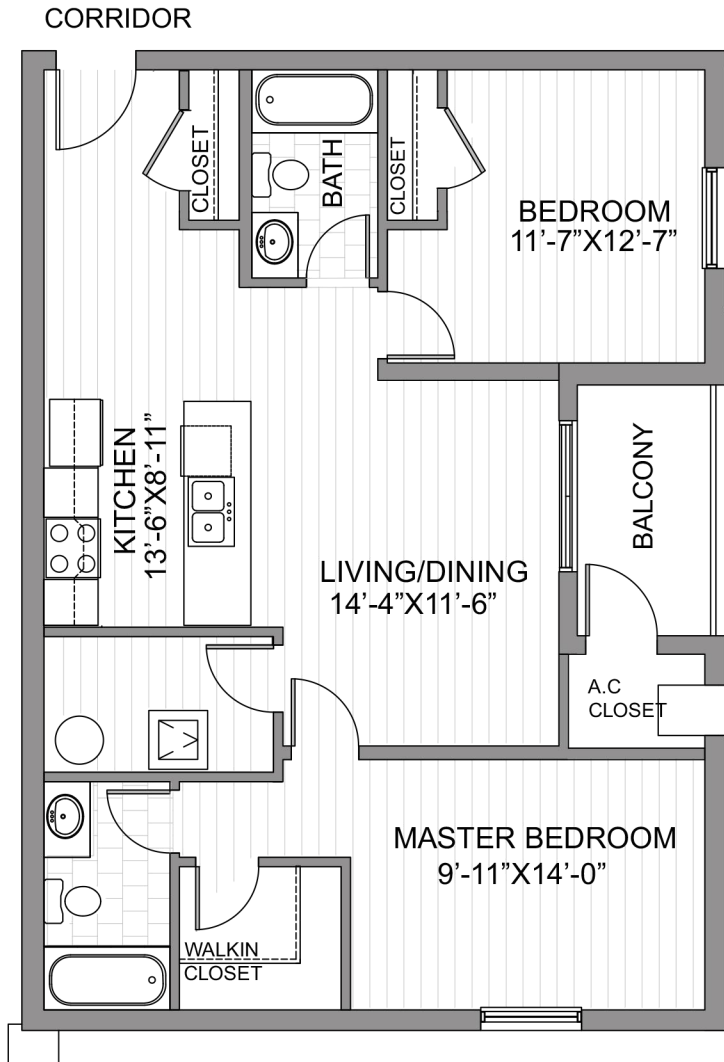 CORRIDOR
CLOSET
BATH
CLOSET
BEDROOM
11’-7”X12’-7”
KITCHEN
13’-6”X8’-11”
BALCONY
LIVING/DINING
14’-4”X11’-6”
A.C
CLOSET
MASTER BEDROOM
9’-11”X14’-0”
WALKIN
CLOSET